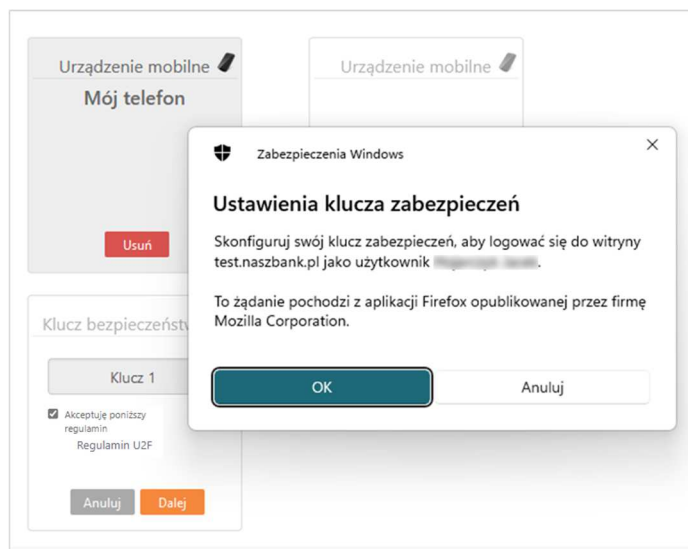 Urządzenie mobilne
Mój telefon
Usuń
Urządzenie mobilne
Zabezpieczenia Windows
Ustawienia klucza zabezpieczeń
Skonfiguruj swój klucz zabezpieczeń, aby logować się do witryny
test.naszbank.pl jako użytkownik .
To żądanie pochodzi z aplikacji Firefox opublikowanej przez firmę
Mozilla Corporation.
OK
Anuluj
Klucz bezpieczeństw
Klucz 1
Akceptuję poniższy
regulamin
Regulamin U2F
Anuluj
Dalej